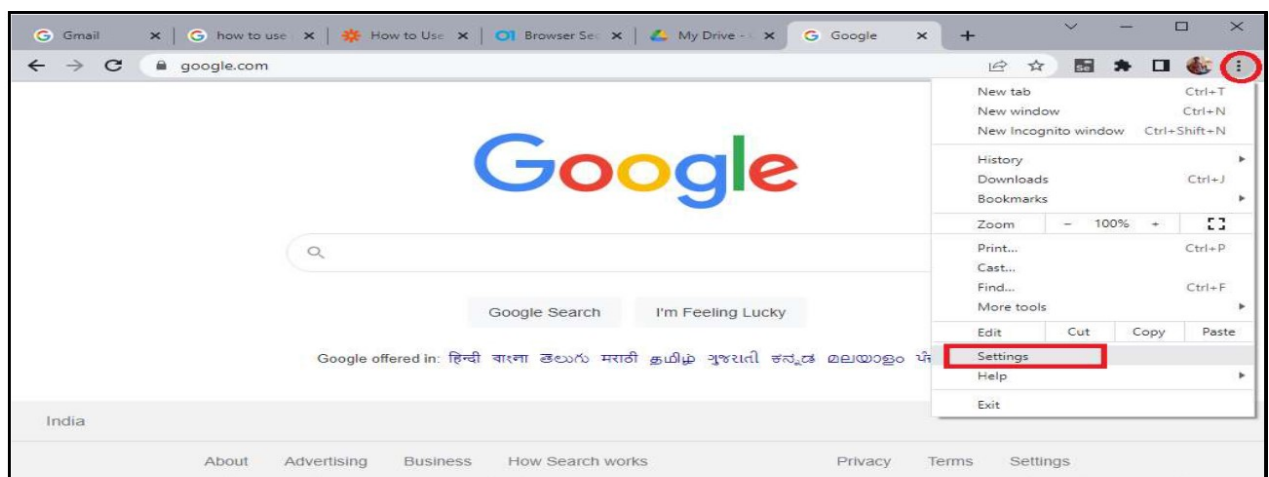 Gmail how to use How to Use Browser Sec My Drive - Google
google.com
New tab Ctrl+T
New window Ctrl+N
New Incognito window Ctrl+Shift+N
History
Downloads Ctrl+J
Bookmarks
Zoom - 100% +
Print... Ctrl+P
Cast...
Find... Ctrl+F
More tools
Edit Cut Copy Paste
Settings
Help
Exit
Google
Google Search I'm Feeling Lucky
Google offered in: हिन्दी বাংলা తెలుగు मराठी தமிழ் ગુજરાતી ಕನ್ನಡ മലയാളം
India
About Advertising Business How Search works Privacy Terms Settings